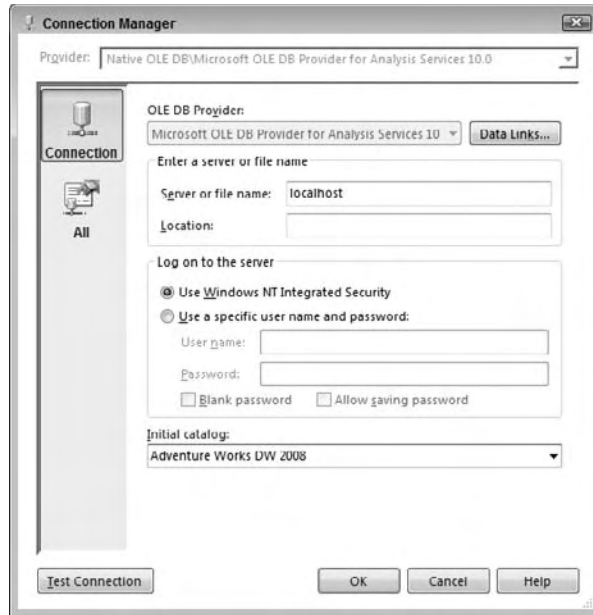 Connection Manager
Provider: Native OLE DB\Microsoft OLE DB Provider for Analysis Services 10.0
Connection
All
OLE DB Provider:
Microsoft OLE DB Provider for Analysis Services 10
Data Links...
Enter a server or file name
Server or file name: localhost
Location:
Log on to the server
Use Windows NT Integrated Security
Use a specific user name and password:
User name:
Password:
Blank password Allow saving password
Initial catalog:
Adventure Works DW 2008
Test Connection OK Cancel Help